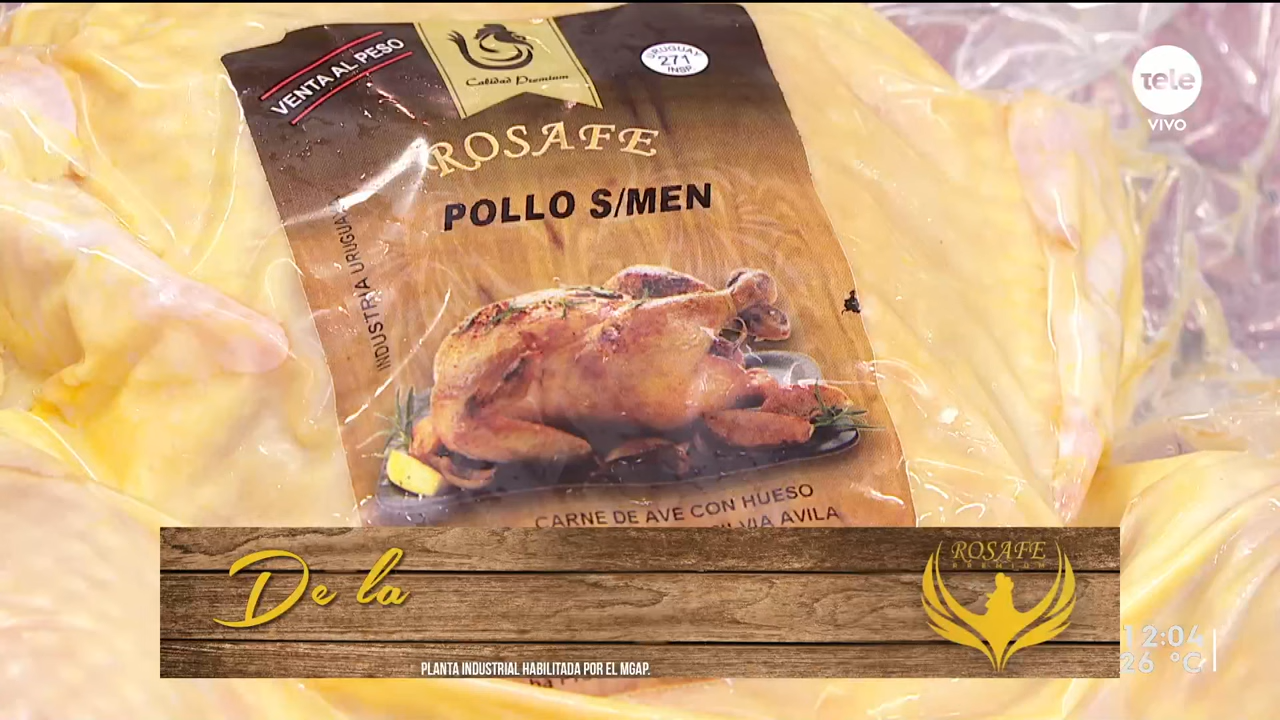 VENTA AL PESO
Calidad Premium
URUGUAY
271
INSP.
tele
VIVO
ROSAFE
POLLO S/MEN
INDUSTRIA URUGUAYA
CARNE DE AVE CON HUESO
AVILA
De la
ROSAFE
PREMIUM
PLANTA INDUSTRIAL HABILITADA POR EL MGAP.
12:04
26 °C